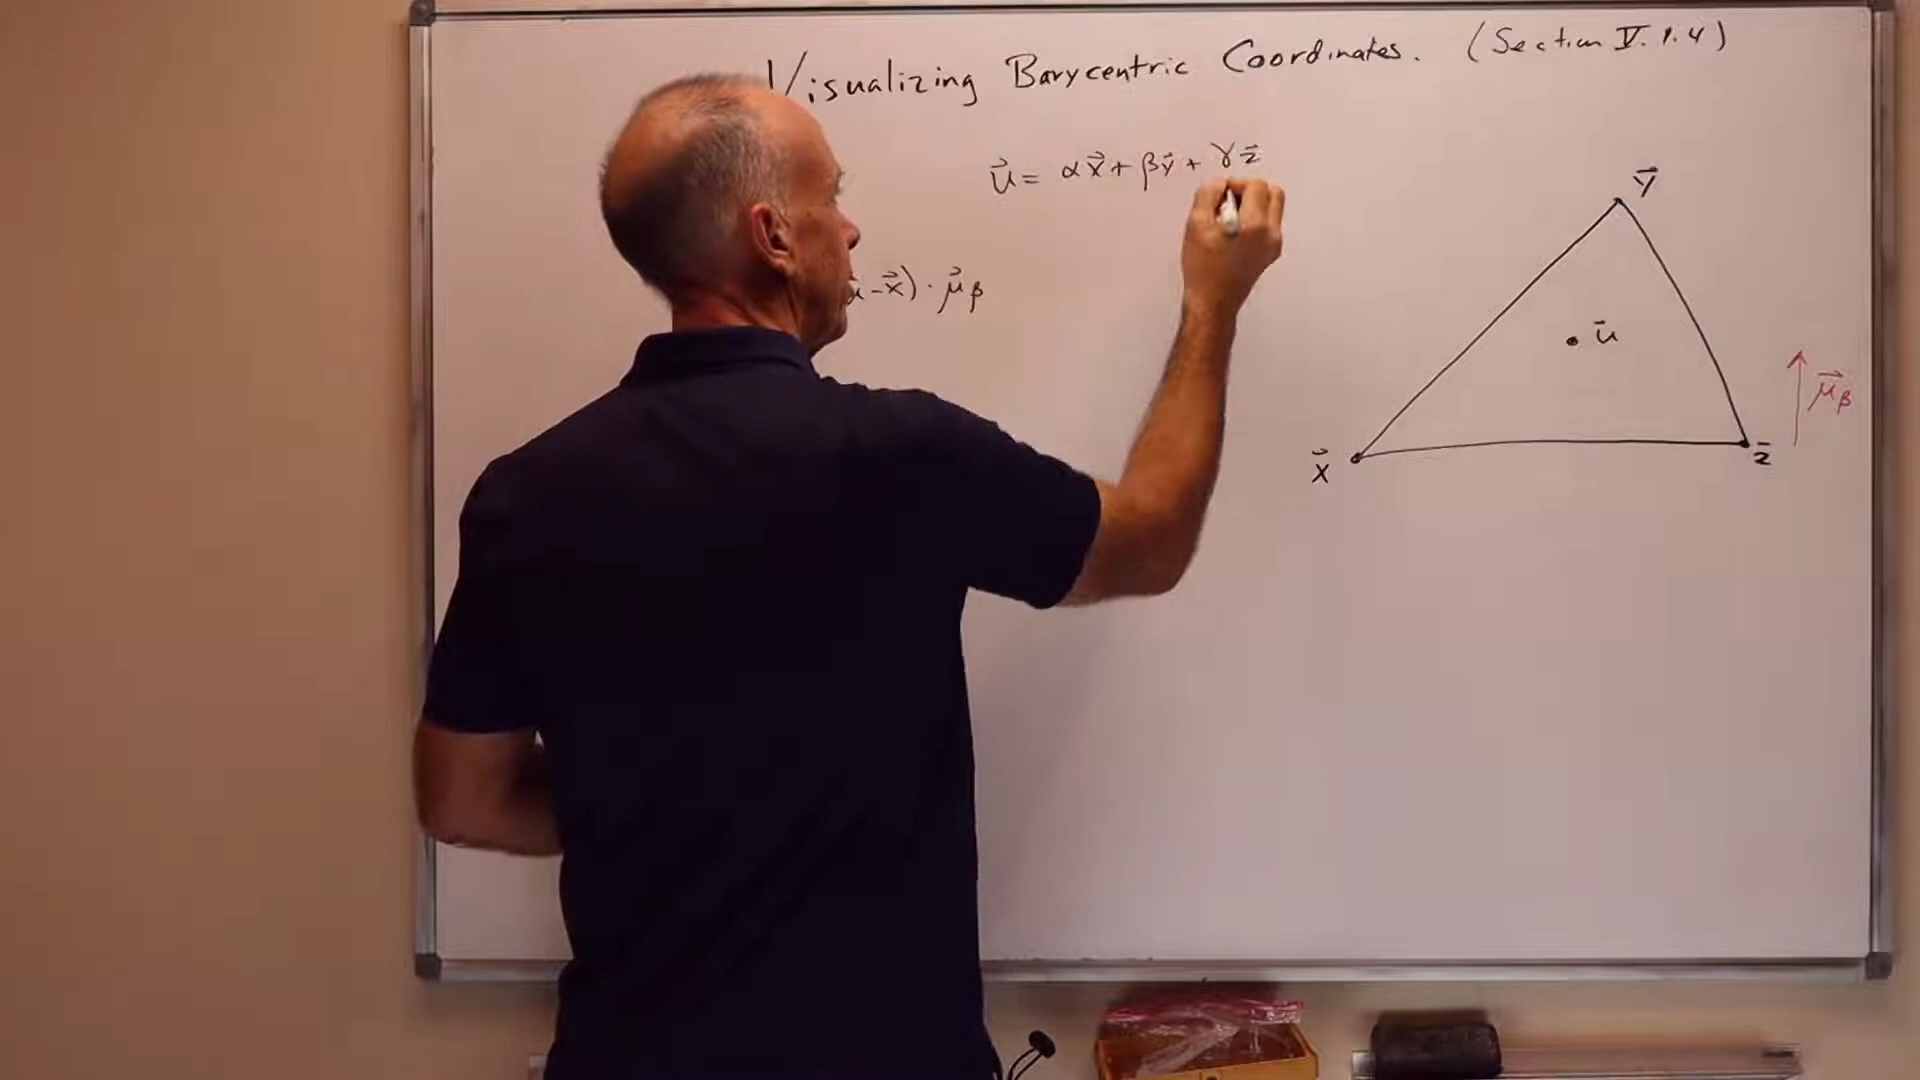 Visualizing Barycentric Coordinates. (Section V.1.4)
u⃗ = αx⃗ + βy⃗ + γz⃗
-x⃗) · μ⃗β
y⃗
u⃗
μ⃗β
x⃗
z⃗